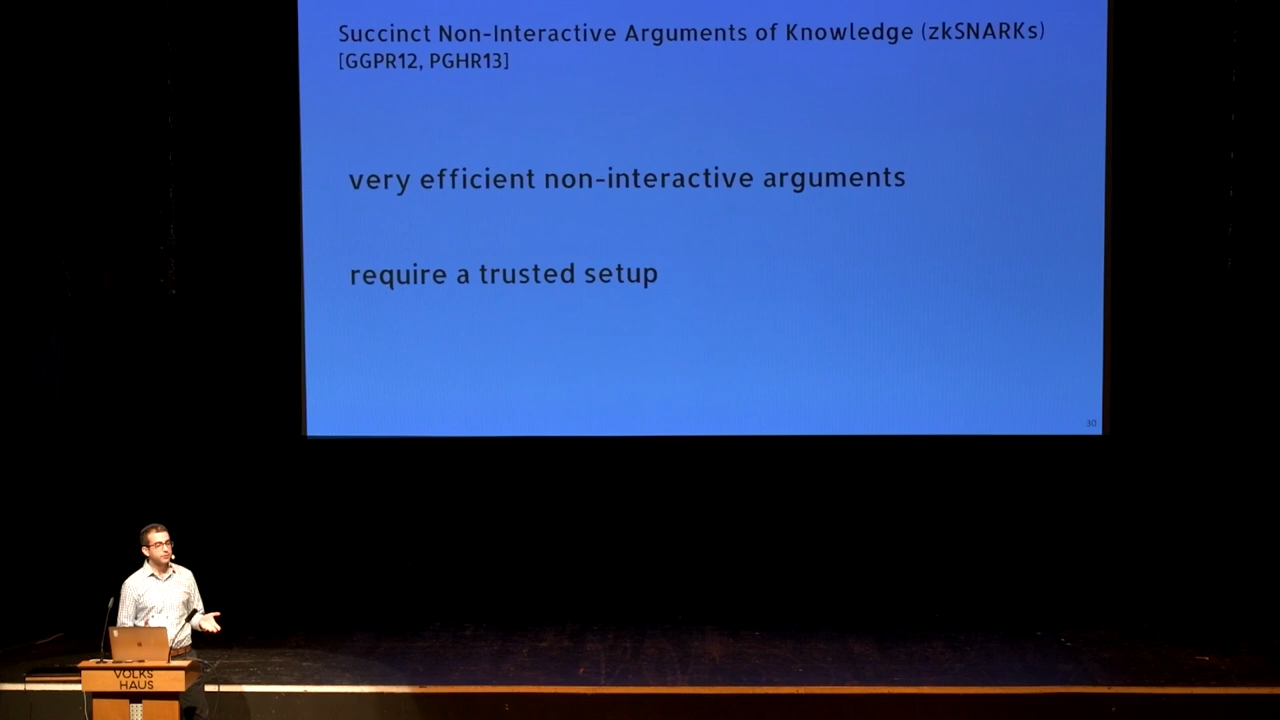 Succinct Non-Interactive Arguments of Knowledge (zkSNARKs)
[GGPR12, PGHR13]
very efficient non-interactive arguments
require a trusted setup
30
VOLKS
HAUS